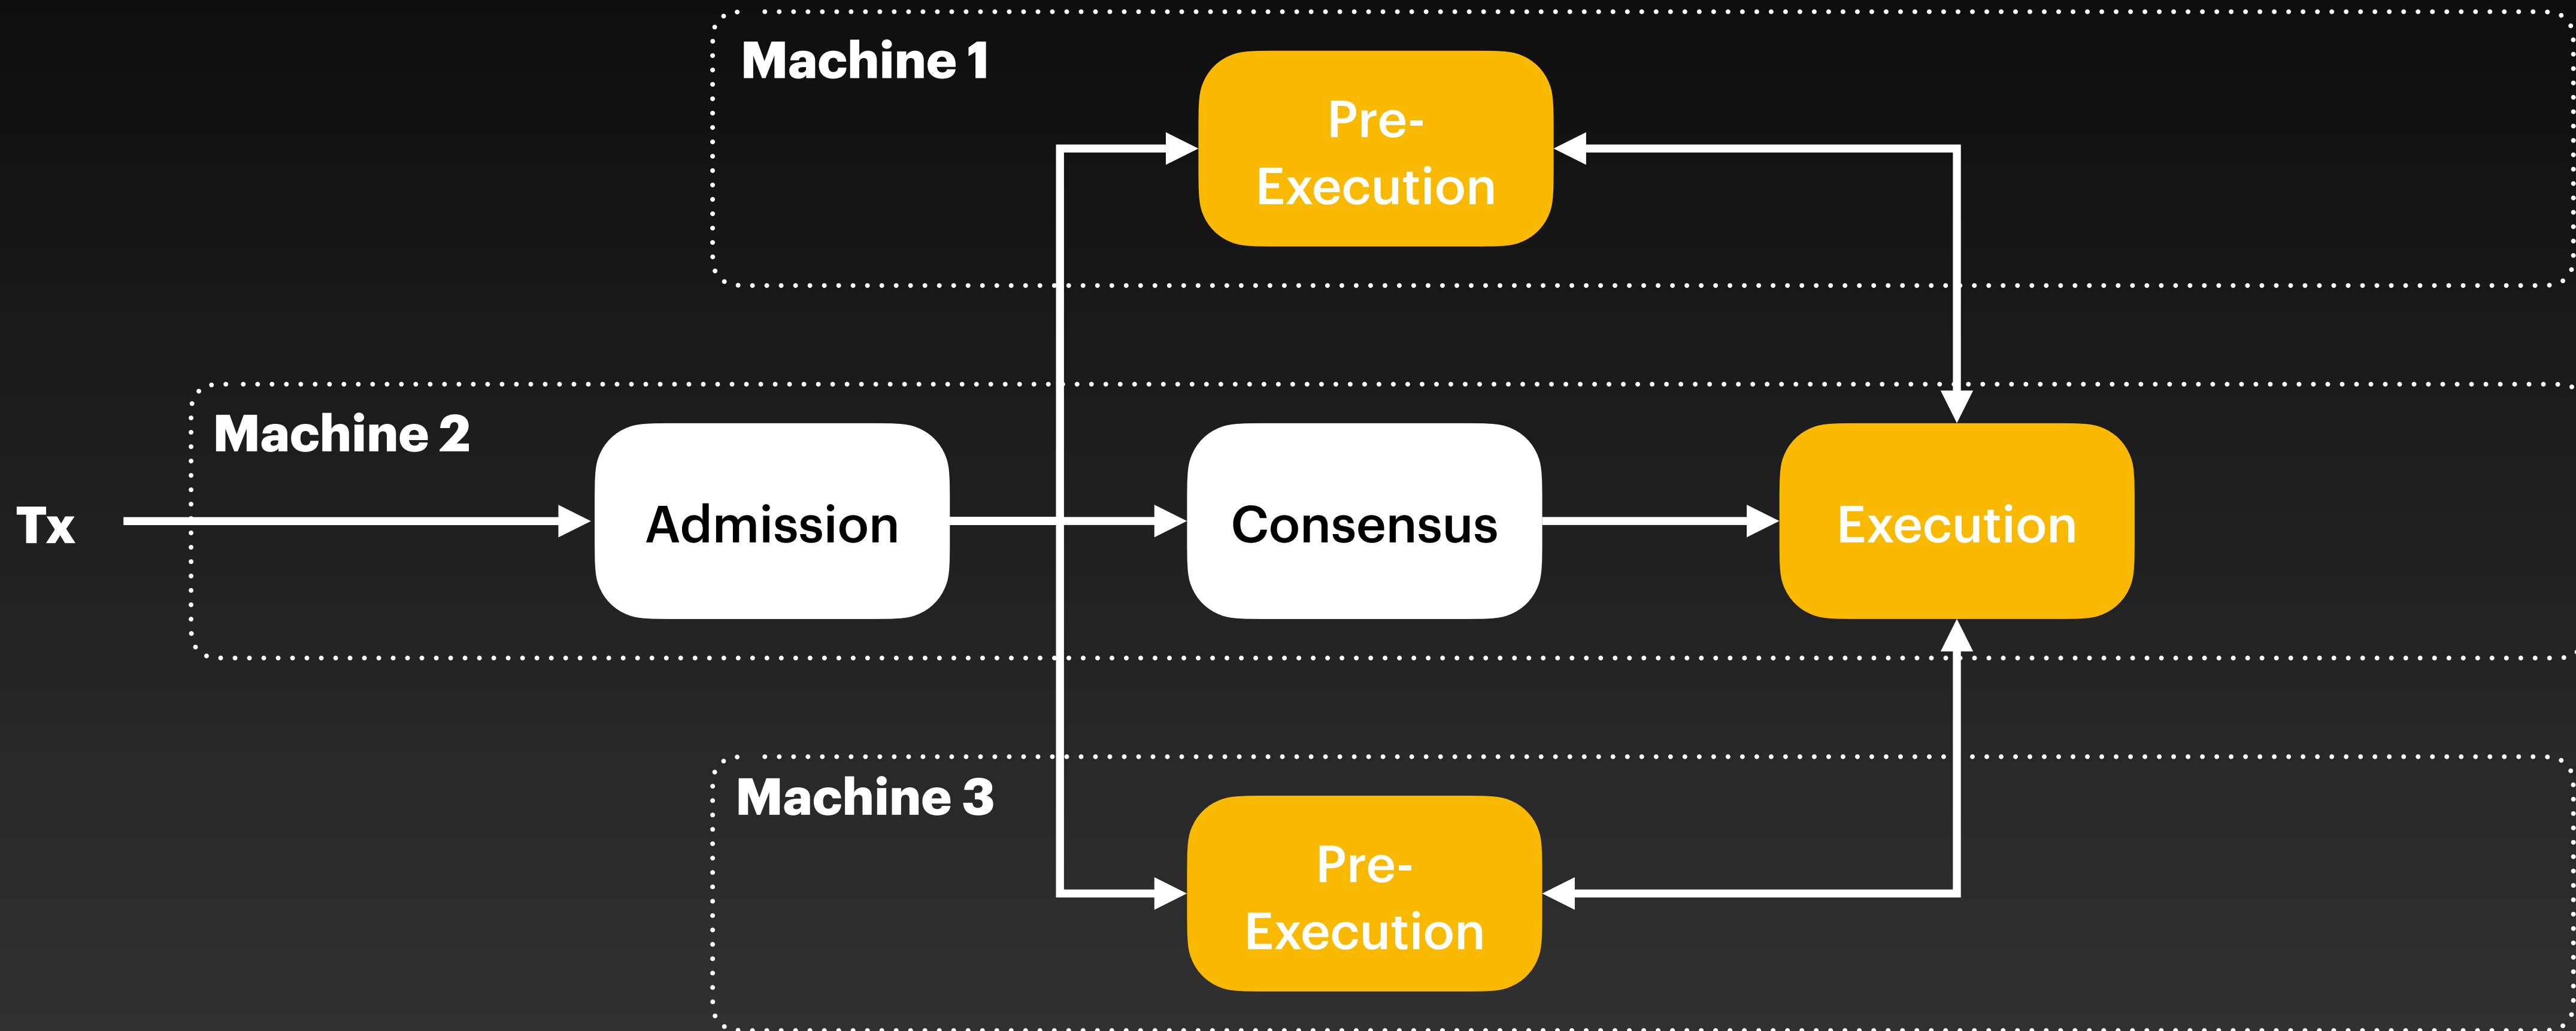 Machine 1
Pre-
Execution
Machine 2
Tx
Admission
Consensus
Execution
Machine 3
Pre-
Execution